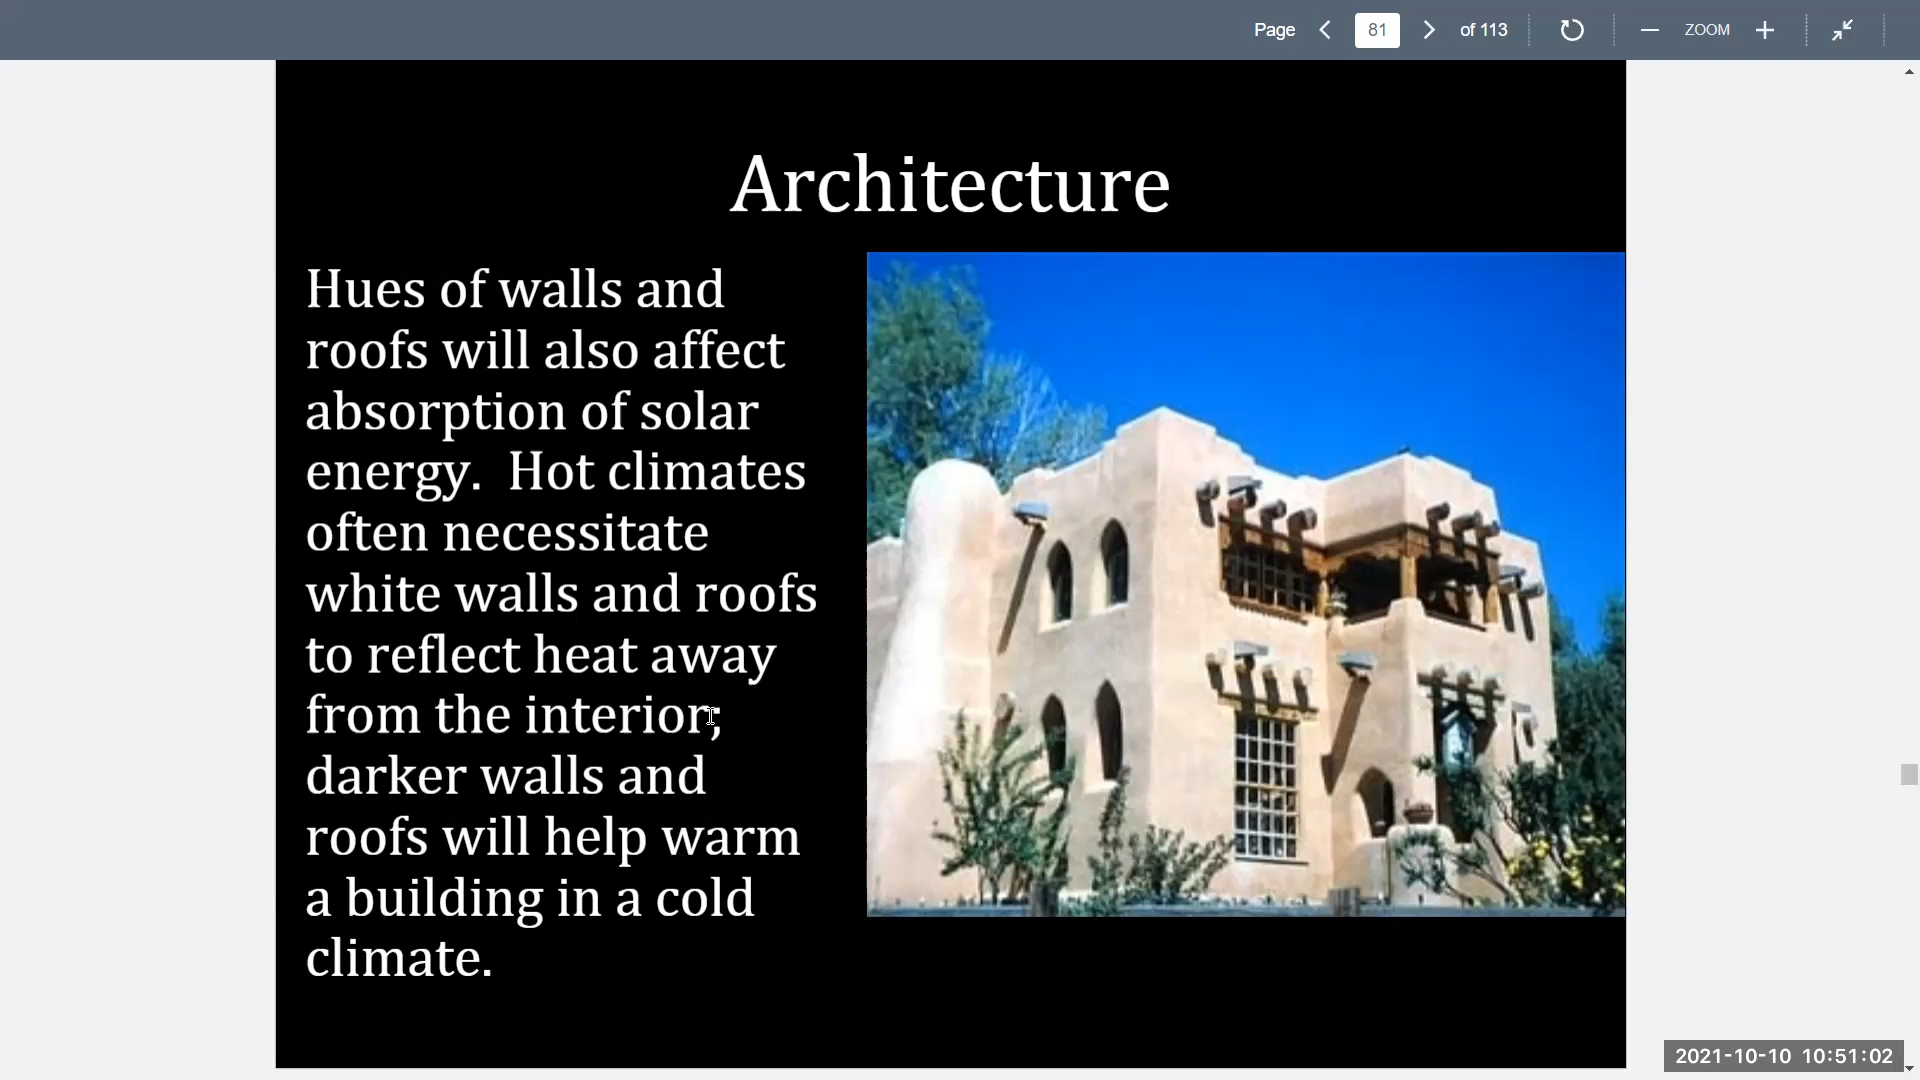 Page 81 of 113 ZOOM
Architecture
Hues of walls and
roofs will also affect
absorption of solar
energy.  Hot climates
often necessitate
white walls and roofs
to reflect heat away
from the interior;
darker walls and
roofs will help warm
a building in a cold
climate.
2021-10-10 10:51:02